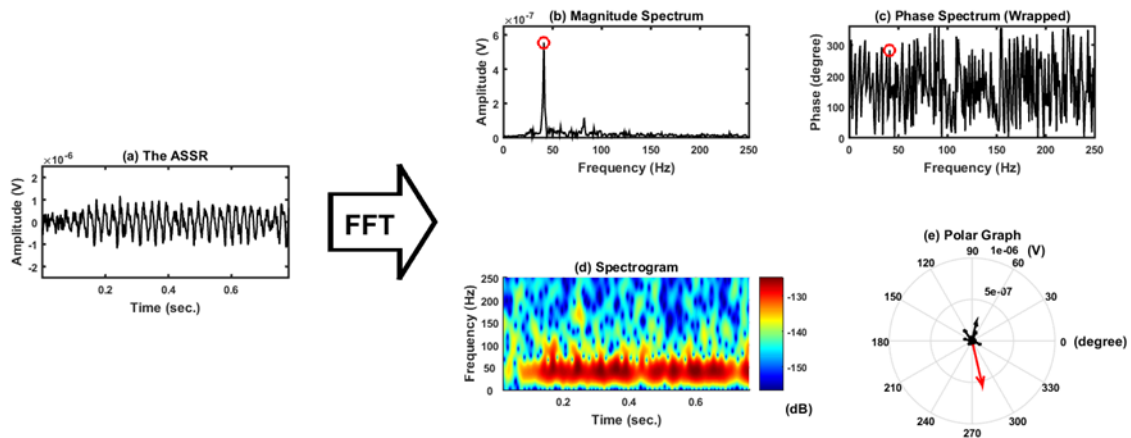 (b) Magnitude Spectrum
×10⁻⁷
6
4
2
0
Amplitude (V)
0 50 100 150 200 250
Frequency (Hz)
(c) Phase Spectrum (Wrapped)
300
200
100
0
Phase (degree)
0 50 100 150 200 250
Frequency (Hz)
(a) The ASSR
×10⁻⁶
2
1
0
-1
-2
Amplitude (V)
0.2 0.4 0.6
Time (sec.)
FFT
(d) Spectrogram
250
200
150
100
50
0
Frequency (Hz)
0.2 0.4 0.6
Time (sec.)
-130
-140
-150
(dB)
(e) Polar Graph
90 1e-06 (V)
120 60
5e-07
150 30
180 0 (degree)
210 330
240 300
270